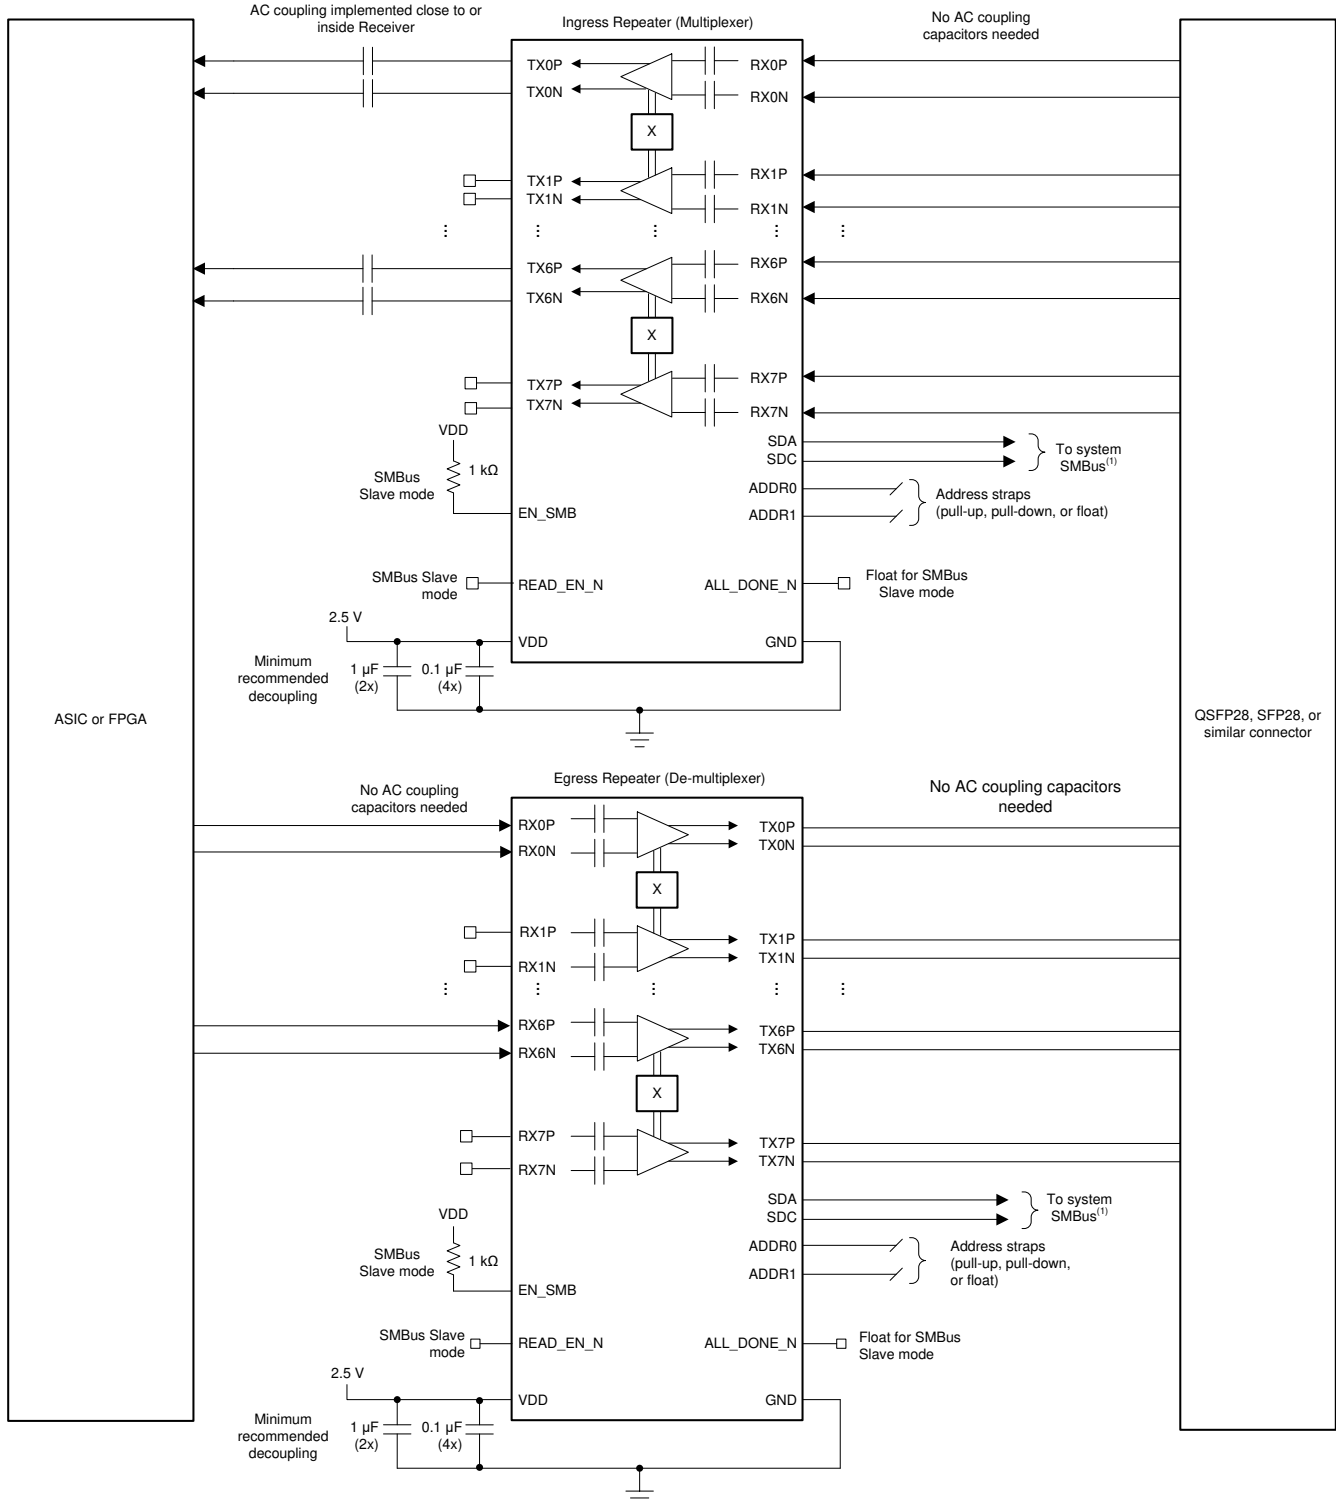 AC coupling implemented close to or
inside Receiver
Ingress Repeater (Multiplexer)
No AC coupling
capacitors needed
TX0P
RX0P
TX0N
RX0N
X
TX1P
RX1P
TX1N
RX1N
...
...
...
...
...
TX6P
RX6P
TX6N
RX6N
X
TX7P
RX7P
TX7N
RX7N
VDD
SMBus
Slave mode
1 kΩ
EN_SMB
SDA
SDC
To system
SMBus(1)
ADDR0
ADDR1
Address straps
(pull-up, pull-down, or float)
SMBus Slave
mode
READ_EN_N
ALL_DONE_N
Float for SMBus
Slave mode
2.5 V
VDD
GND
Minimum
recommended
decoupling
1 µF
(2x)
0.1 µF
(4x)
ASIC or FPGA
QSFP28, SFP28, or
similar connector
Egress Repeater (De-multiplexer)
No AC coupling
capacitors needed
No AC coupling capacitors
needed
RX0P
TX0P
RX0N
TX0N
X
RX1P
TX1P
RX1N
TX1N
...
...
...
...
...
RX6P
TX6P
RX6N
TX6N
X
RX7P
TX7P
RX7N
TX7N
VDD
SMBus
Slave mode
1 kΩ
EN_SMB
SDA
SDC
To system
SMBus(1)
ADDR0
ADDR1
Address straps
(pull-up, pull-down,
or float)
SMBus Slave
mode
READ_EN_N
ALL_DONE_N
Float for SMBus
Slave mode
2.5 V
VDD
GND
Minimum
recommended
decoupling
1 µF
(2x)
0.1 µF
(4x)